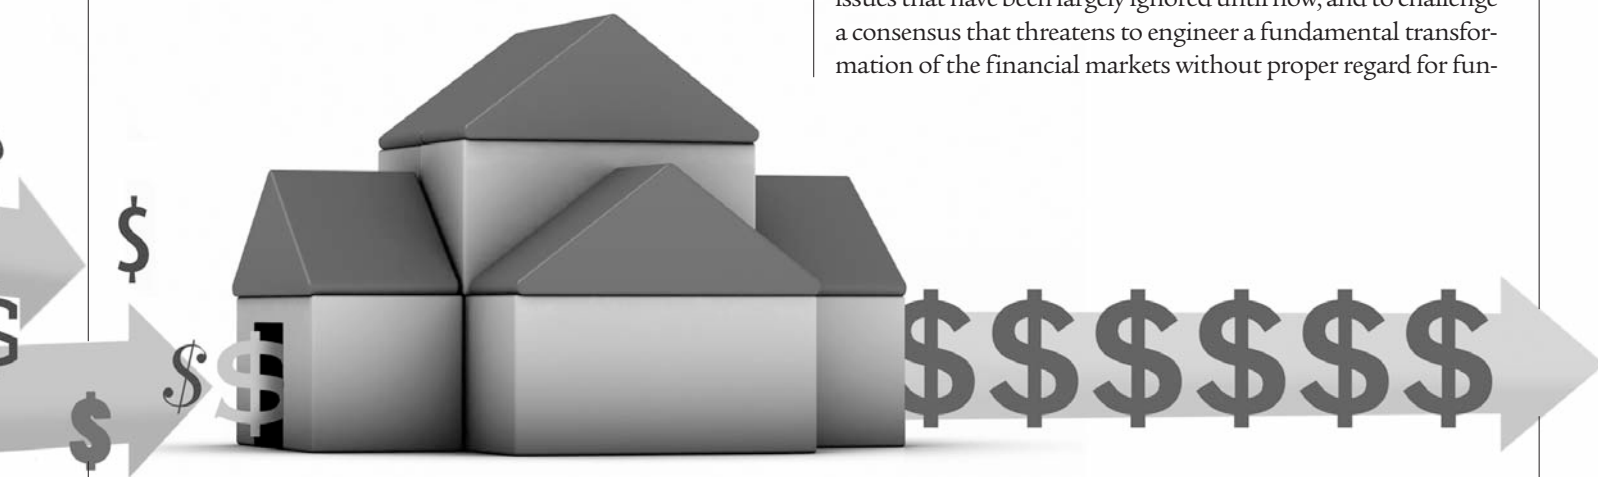 issues that have been largely ignored until now, and to challenge
a consensus that threatens to engineer a fundamental transfor-
mation of the financial markets without proper regard for fun-
$
$ $
$
$ $ $ $ $ $